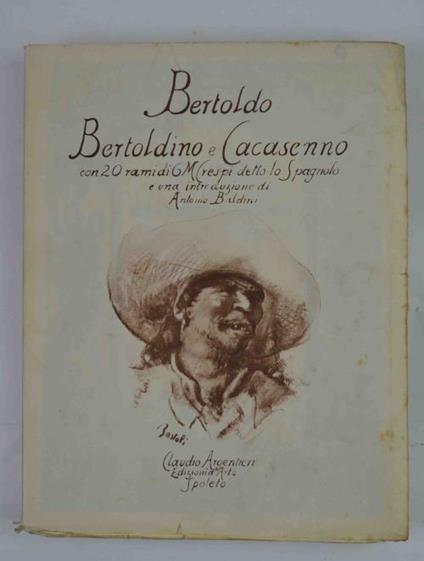 Bertoldo
Bertoldino e Cacasenno
con 20 rami di G M Crespi detto lo Spagnolo
e una introduzione di
Antonio Baldini
Bartoli
Claudio Argentieri
Edizioni d'Arte
Spoleto